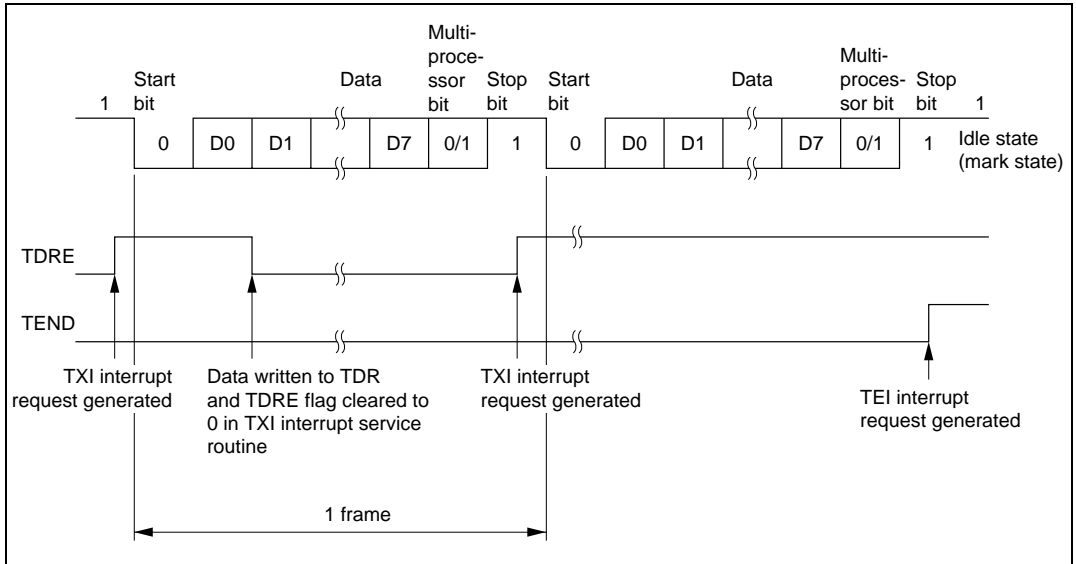 Multi-
proce-
ssor
bit
Start
bit
Data
Stop
bit
Start
bit
Data
Multi-
proces-
sor bit
Stop
bit
1
1
0
D0
D1
D7
0/1
1
0
D0
D1
D7
0/1
1
Idle state
(mark state)
TDRE
TEND
TXI interrupt
request generated
Data written to TDR
and TDRE flag cleared to
0 in TXI interrupt service
routine
TXI interrupt
request generated
TEI interrupt
request generated
1 frame